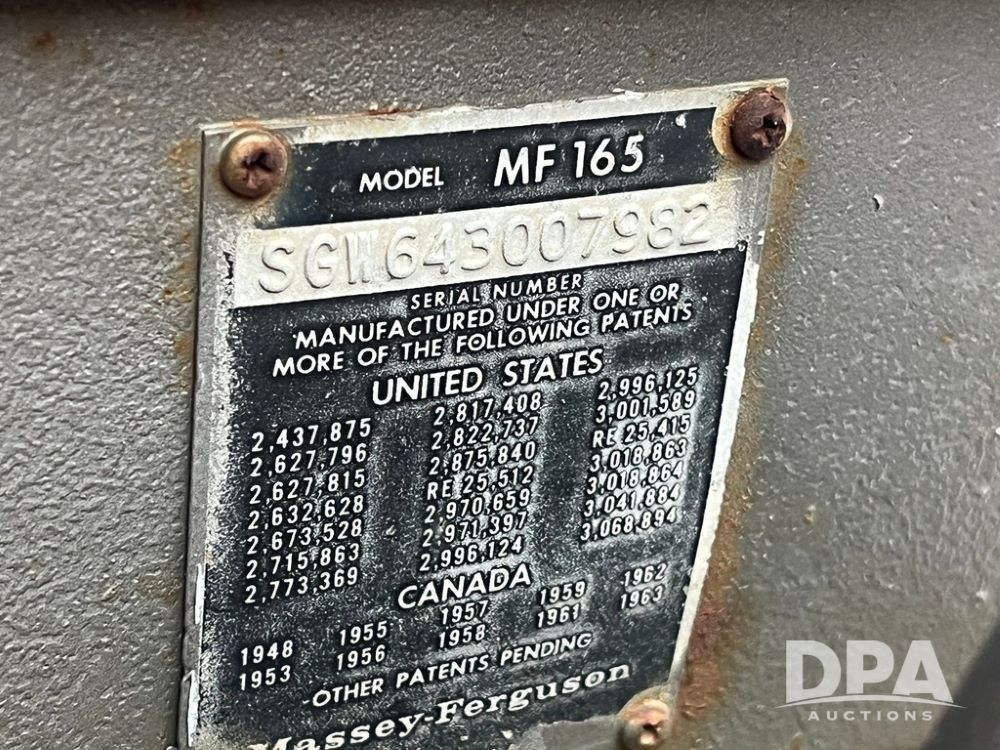 MODEL MF 165
SGW643007982
SERIAL NUMBER
MANUFACTURED UNDER ONE OR
MORE OF THE FOLLOWING PATENTS
UNITED STATES
2,437,875 2,817,408 2,996,125
2,627,796 2,822,737 3,001,589
2,627,815 2,875,840 RE 25,415
2,632,628 RE 25,512 3,018,863
2,673,528 2,970,659 3,018,864
2,715,863 2,971,397 3,041,884
2,773,369 2,996,124 3,068,894
CANADA
1948 1955 1957 1959 1962
1953 1956 1958 1961 1963
OTHER PATENTS PENDING
Massey-Ferguson
DPA
AUCTIONS